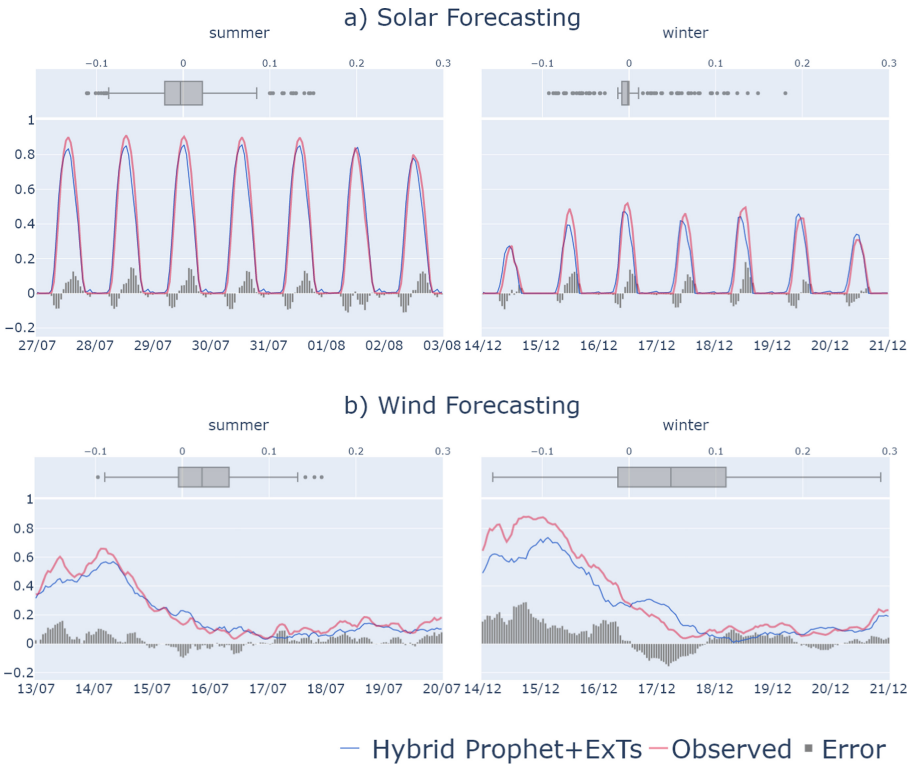 a) Solar Forecasting
summer winter
−0.1 0 0.1 0.2 0.3 −0.1 0 0.1 0.2 0.3
1
0.8
0.6
0.4
0.2
0
−0.2
27/07 28/07 29/07 30/07 31/07 01/08 02/08 03/08 14/12 15/12 16/12 17/12 18/12 19/12 20/12 21/12
b) Wind Forecasting
summer winter
−0.1 0 0.1 0.2 0.3 −0.1 0 0.1 0.2 0.3
1
0.8
0.6
0.4
0.2
0
−0.2
13/07 14/07 15/07 16/07 17/07 18/07 19/07 20/07 14/12 15/12 16/12 17/12 18/12 19/12 20/12 21/12
Hybrid Prophet+ExTs Observed Error